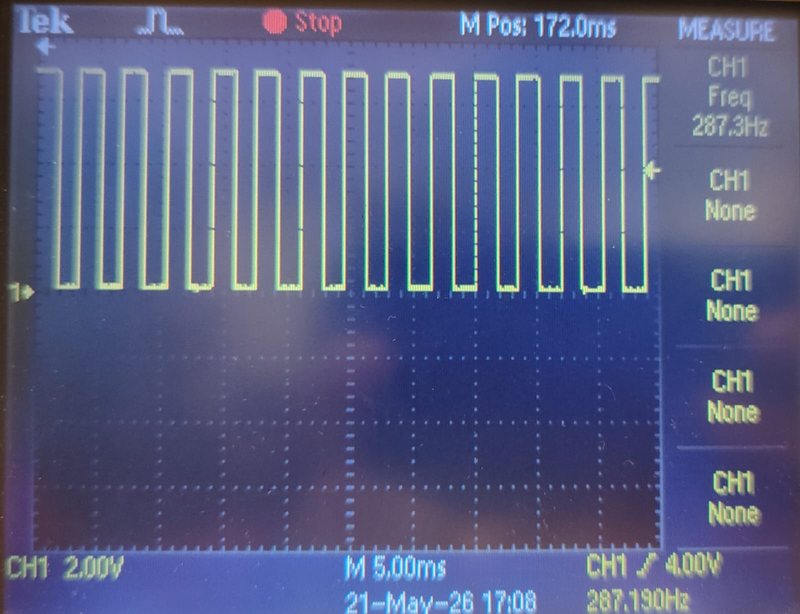 Tek Stop M Pos: 172.0ms MEASURE
CH1
Freq
287.3Hz
CH1
None
1
CH1
None
CH1
None
CH1
None
CH1 2.00V M 5.00ms CH1 4.00V
21-May-26 17:08 287.190Hz